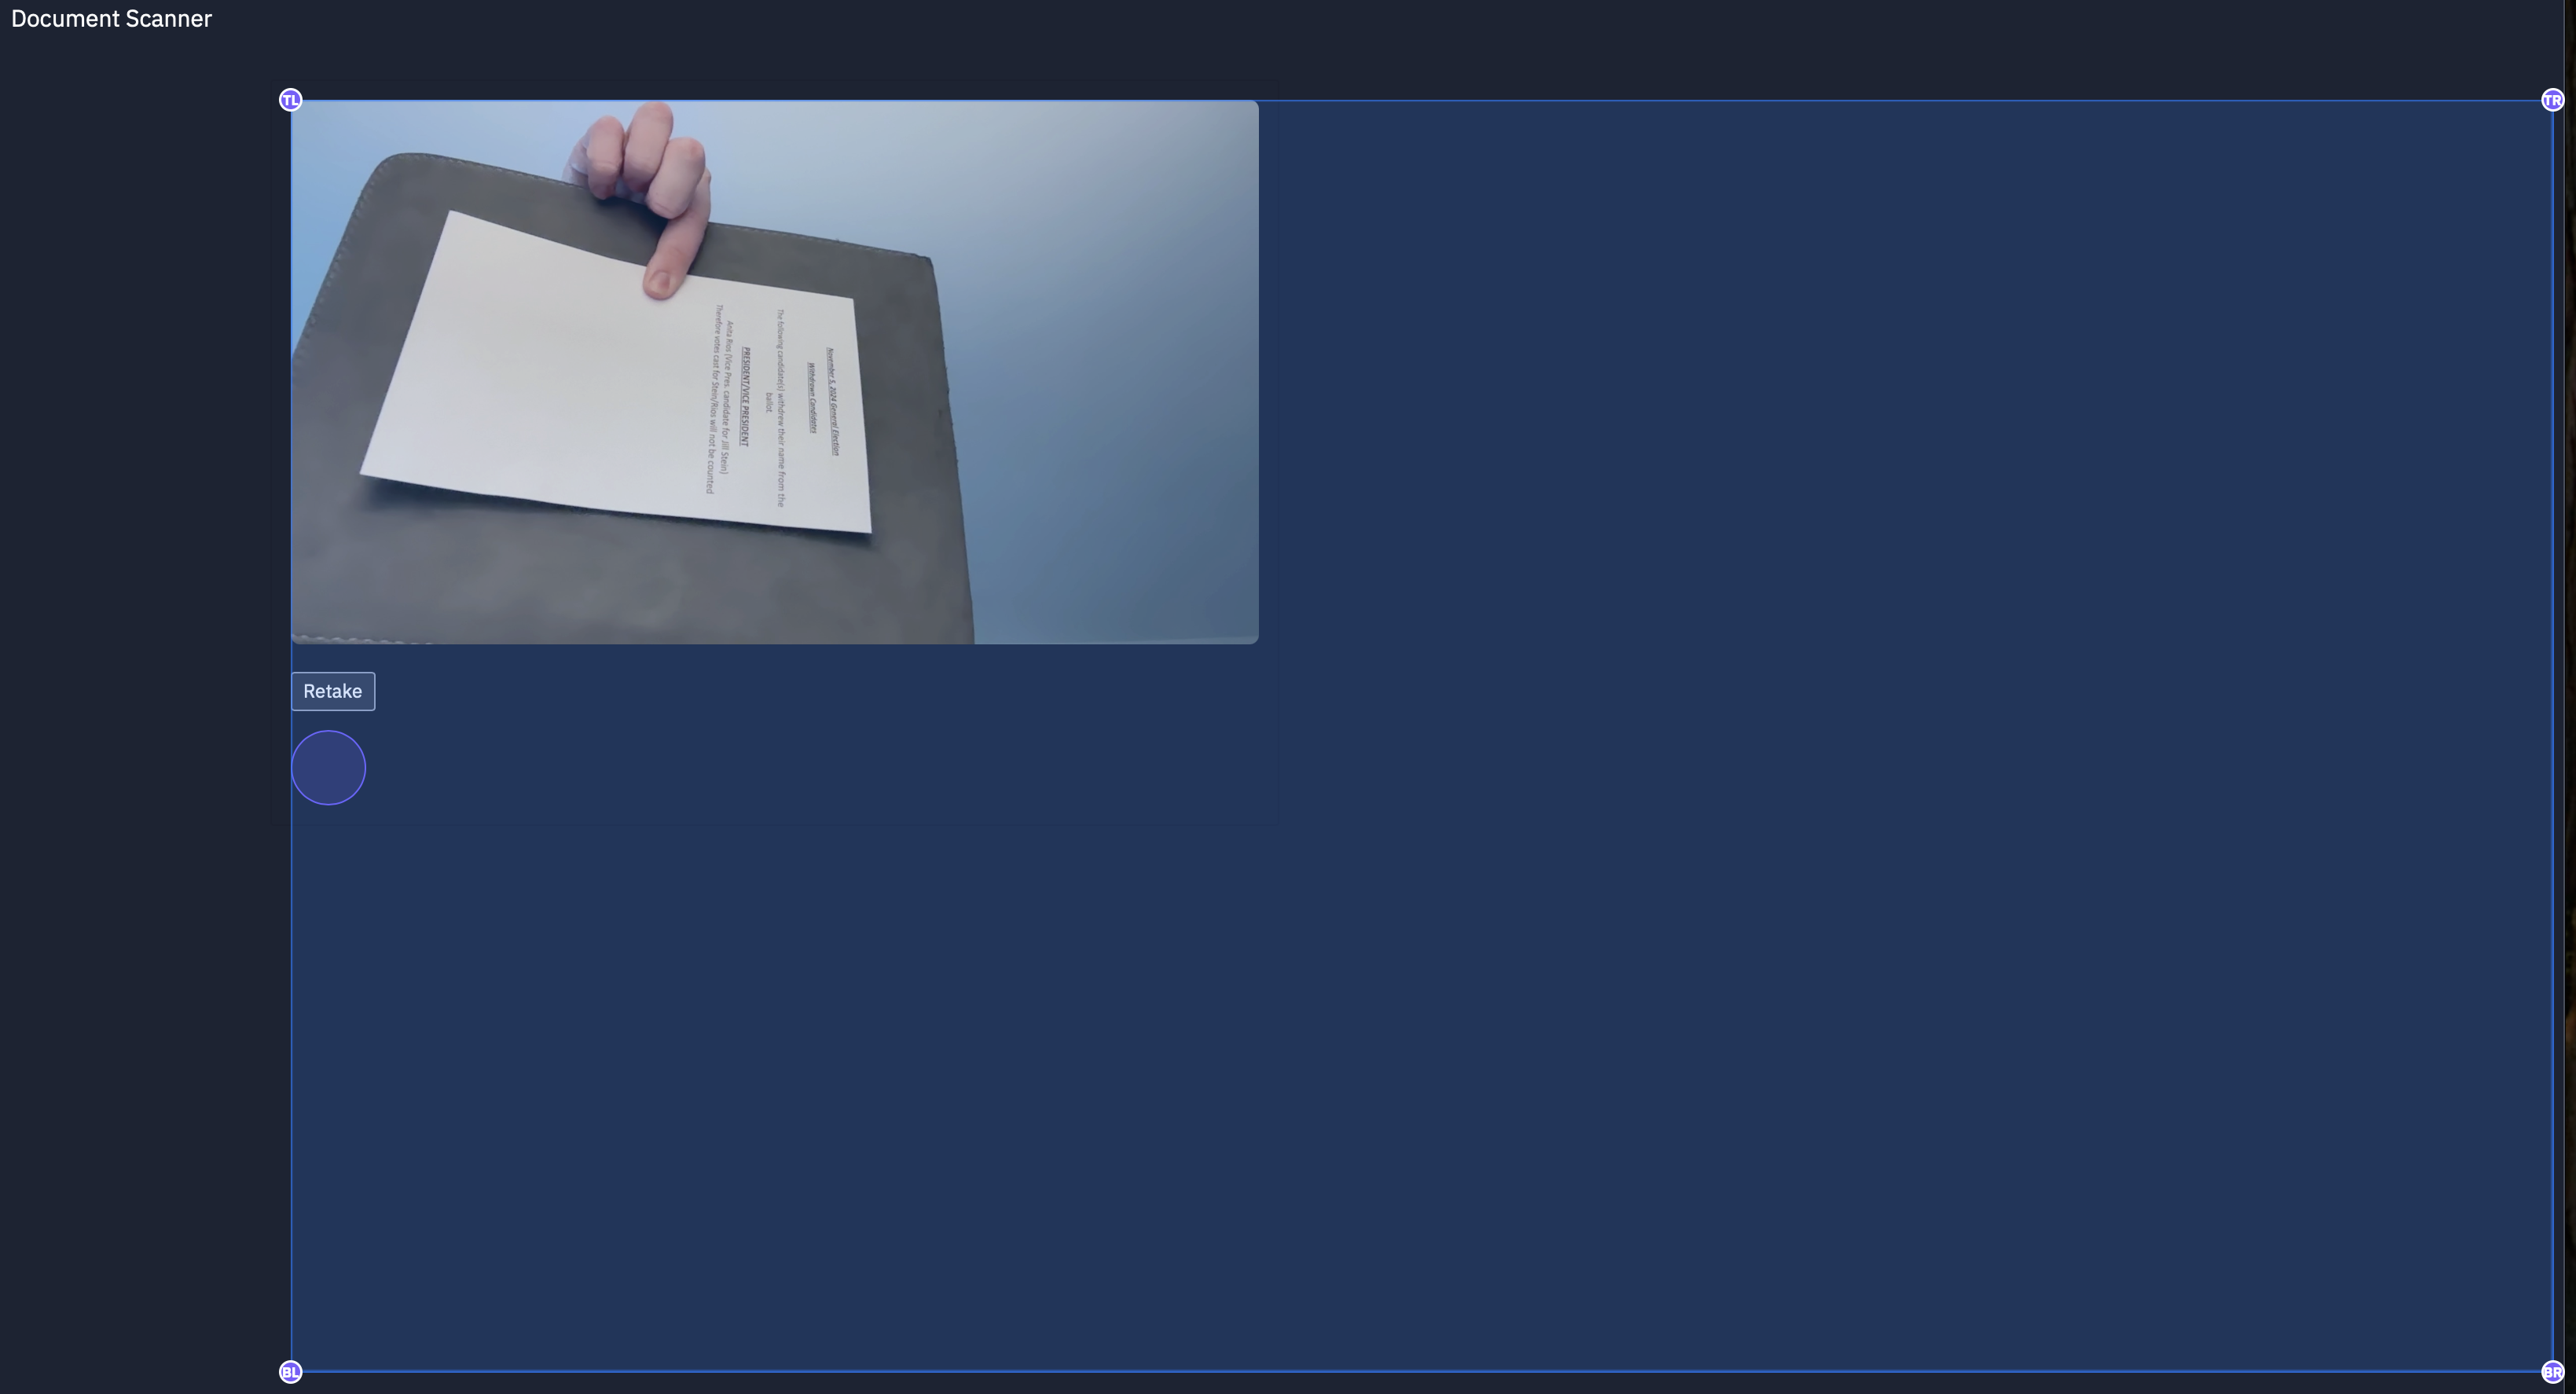 Document Scanner
TL
TR
November 5, 2024 General Election
Withdrawn Candidates
The following candidate(s) withdrew their name from the
ballot.
PRESIDENT/VICE PRESIDENT
Anita Rios (Vice Pres. candidate for Jill Stein)
Therefore votes cast for Stein/Rios will not be counted
Retake
BL
BR